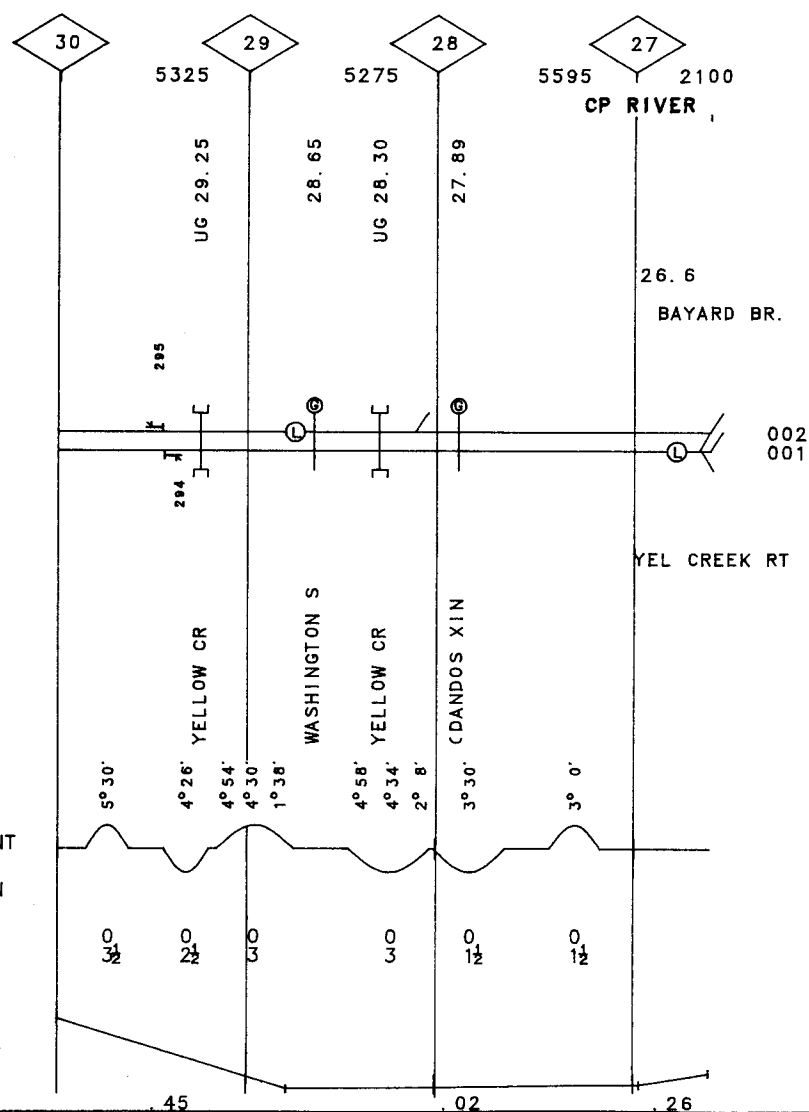 30 29 28 27
5325 5275 5595 2100
CP RIVER
UG 29.25
28.65
UG 28.30
27.89
26.6
BAYARD BR.
295
G
G
L
002
L
001
294
YEL CREEK RT
YELLOW CR
WASHINGTON S
YELLOW CR
(DANDOS XIN
5° 30'
4° 26'
4° 54'
4° 30'
1° 38'
4° 58'
4° 34'
2° 8'
3° 30'
3° 0'
NT
N
0 0 0 0 0 0
3½ 2½ 3 3 1½ 1½
.45 .02 .26